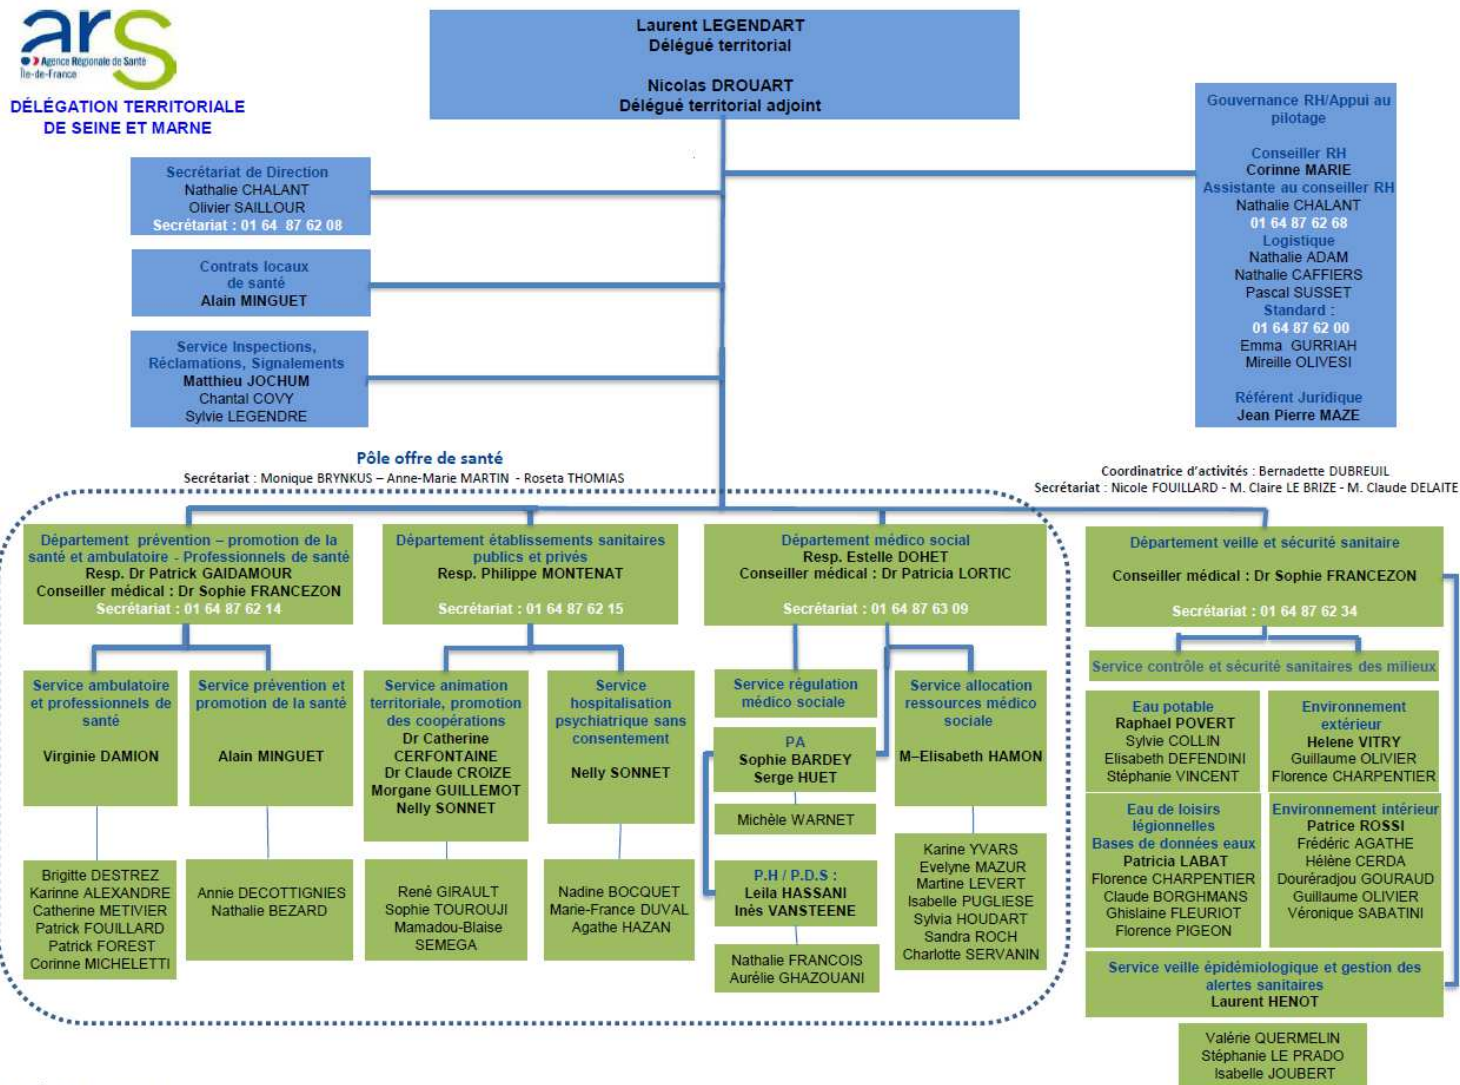 ars
Agence Régionale de Santé
Île-de-France
DÉLÉGATION TERRITORIALE
DE SEINE ET MARNE
Laurent LEGENDART
Délégué territorial
Nicolas DROUART
Délégué territorial adjoint
Gouvernance RH/Appui au
pilotage
Conseiller RH
Corinne MARIE
Assistante au conseiller RH
Nathalie CHALANT
01 64 87 62 68
Logistique
Nathalie ADAM
Nathalie CAFFIERS
Pascal SUSSET
Standard :
01 64 87 62 00
Emma GURRIAH
Mireille OLIVESI
Référent Juridique
Jean Pierre MAZE
Secrétariat de Direction
Nathalie CHALANT
Olivier SAILLOUR
Secrétariat : 01 64 87 62 08
Contrats locaux
de santé
Alain MINGUET
Service Inspections,
Réclamations, Signalements
Matthieu JOCHUM
Chantal COVY
Sylvie LEGENDRE
Pôle offre de santé
Secrétariat : Monique BRYNKUS – Anne-Marie MARTIN - Roseta THOMIAS
Coordinatrice d'activités : Bernadette DUBREUIL
Secrétariat : Nicole FOUILLARD - M. Claire LE BRIZE - M. Claude DELAITE
Département prévention – promotion de la
santé et ambulatoire - Professionnels de santé
Resp. Dr Patrick GAIDAMOUR
Conseiller médical : Dr Sophie FRANCEZON
Secrétariat : 01 64 87 62 14
Département établissements sanitaires
publics et privés
Resp. Philippe MONTENAT
Secrétariat : 01 64 87 62 15
Département médico social
Resp. Estelle DOHET
Conseiller médical : Dr Patricia LORTIC
Secrétariat : 01 64 87 63 09
Département veille et sécurité sanitaire
Conseiller médical : Dr Sophie FRANCEZON
Secrétariat : 01 64 87 62 34
Service ambulatoire
et professionnels de
santé
Virginie DAMION
Brigitte DESTREZ
Karinne ALEXANDRE
Catherine METIVIER
Patrick FOUILLARD
Patrick FOREST
Corinne MICHELETTI
Service prévention et
promotion de la santé
Alain MINGUET
Annie DECOTTIGNIES
Nathalie BEZARD
Service animation
territoriale, promotion
des coopérations
Dr Catherine
CERFONTAINE
Dr Claude CROIZE
Morgane GUILLEMOT
Nelly SONNET
René GIRAULT
Sophie TOUROUJI
Mamadou-Blaise
SEMEGA
Service
hospitalisation
psychiatrique sans
consentement
Nelly SONNET
Nadine BOCQUET
Marie-France DUVAL
Agathe HAZAN
Service régulation
médico sociale
PA
Sophie BARDEY
Serge HUET
Michèle WARNET
P.H / P.D.S :
Leila HASSANI
Inès VANSTEENE
Nathalie FRANCOIS
Aurélie GHAZOUANI
Service allocation
ressources médico
sociale
M–Elisabeth HAMON
Karine YVARS
Evelyne MAZUR
Martine LEVERT
Isabelle PUGLIESE
Sylvia HOUDART
Sandra ROCH
Charlotte SERVANIN
Service contrôle et sécurité sanitaires des milieux
Eau potable
Raphael POVERT
Sylvie COLLIN
Elisabeth DEFENDINI
Stéphanie VINCENT
Environnement
extérieur
Helene VITRY
Guillaume OLIVIER
Florence CHARPENTIER
Eau de loisirs
légionnelles
Bases de données eaux
Patricia LABAT
Florence CHARPENTIER
Claude BORGHMANS
Ghislaine FLEURIOT
Florence PIGEON
Environnement intérieur
Patrice ROSSI
Frédéric AGATHE
Hélène CERDA
Douréradjou GOURAUD
Guillaume OLIVIER
Véronique SABATINI
Service veille épidémiologique et gestion des
alertes sanitaires
Laurent HENOT
Valérie QUERMELIN
Stéphanie LE PRADO
Isabelle JOUBERT